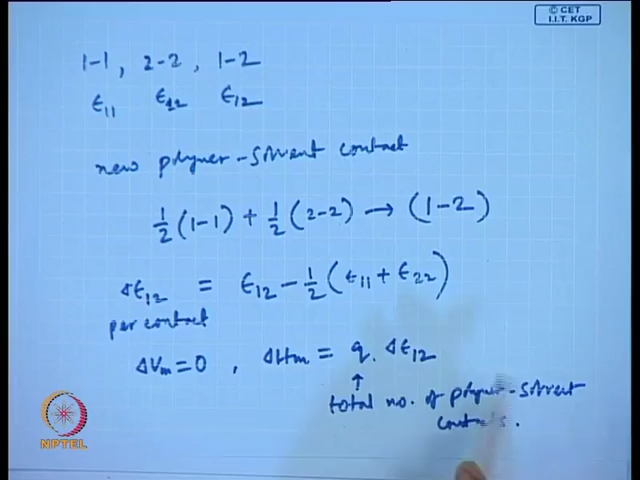 © CET
I.I.T. KGP
1-1, 2-2, 1-2
ϵ₁₁ ϵ₂₂ ϵ₁₂
new polymer-solvent contact
½(1-1) + ½(2-2) → (1-2)
Δϵ₁₂ = ϵ₁₂ - ½(ϵ₁₁ + ϵ₂₂)
per contact
ΔVm = 0, ΔHm = q. Δϵ₁₂
↑
total no. of polymer-solvent
contacts.
NPTEL